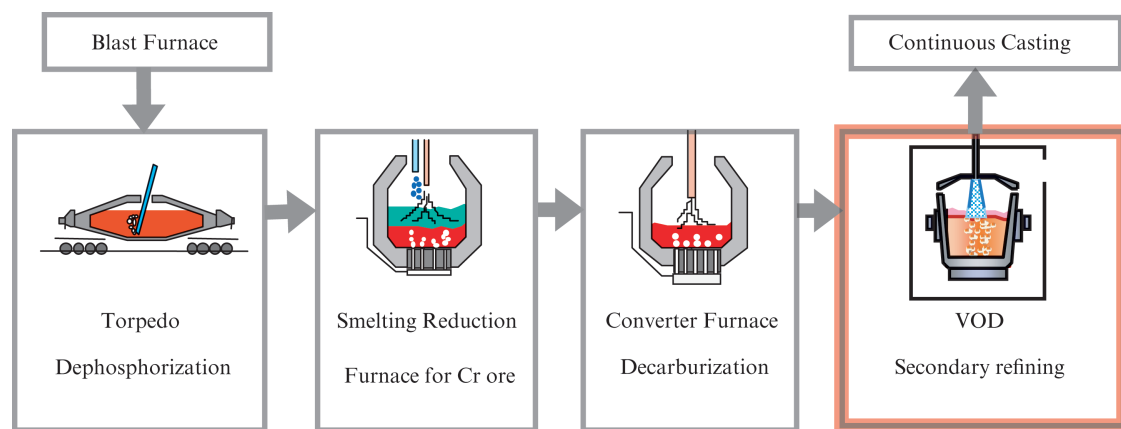 Blast Furnace
Continuous Casting
Torpedo
Dephosphorization
Smelting Reduction
Furnace for Cr ore
Converter Furnace
Decarburization
VOD
Secondary refining